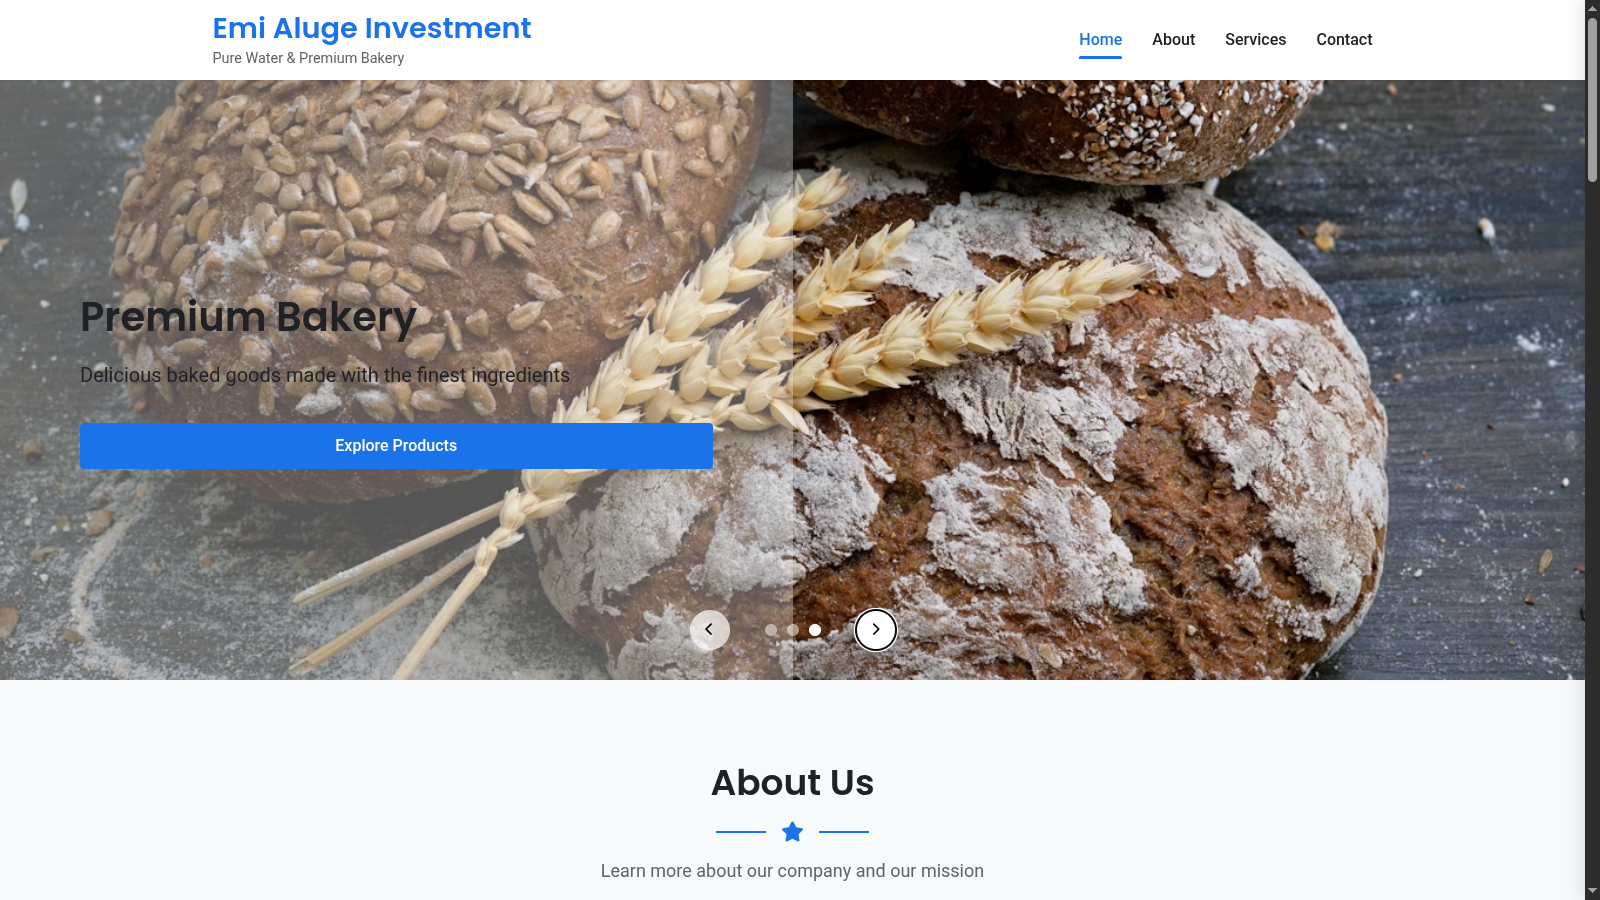 Emi Aluge Investment
Pure Water & Premium Bakery
Home About Services Contact
Premium Bakery
Delicious baked goods made with the finest ingredients
Explore Products
About Us
Learn more about our company and our mission